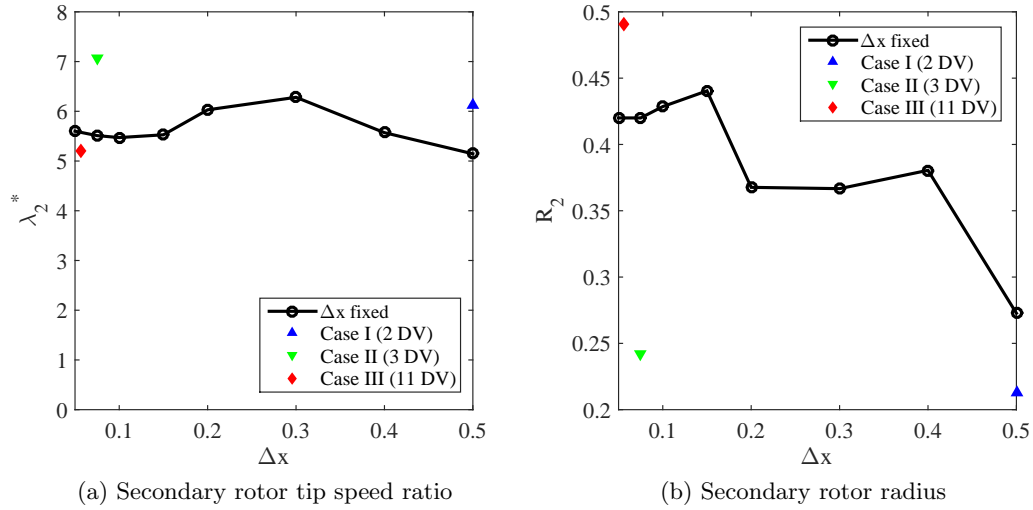 8
7
6
5
4
3
2
1
0
λ2*
0.1
0.2
0.3
0.4
0.5
Δx
Δx fixed
Case I (2 DV)
Case II (3 DV)
Case III (11 DV)
(a) Secondary rotor tip speed ratio
0.5
0.45
0.4
0.35
0.3
0.25
0.2
R2
0.1
0.2
0.3
0.4
0.5
Δx
Δx fixed
Case I (2 DV)
Case II (3 DV)
Case III (11 DV)
(b) Secondary rotor radius